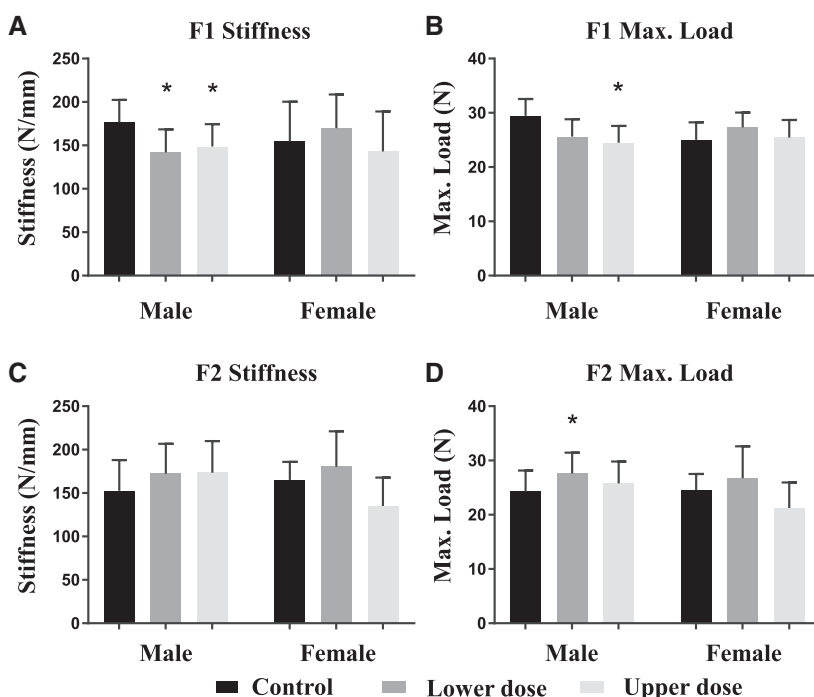 A
F1 Stiffness
Stiffness (N/mm)
250
200
150
100
50
0
* *
Male Female
B
F1 Max. Load
Max. Load (N)
40
30
20
10
0
*
Male Female
C
F2 Stiffness
Stiffness (N/mm)
250
200
150
100
50
0
Male Female
D
F2 Max. Load
Max. Load (N)
40
30
20
10
0
*
Male Female
Control Lower dose Upper dose